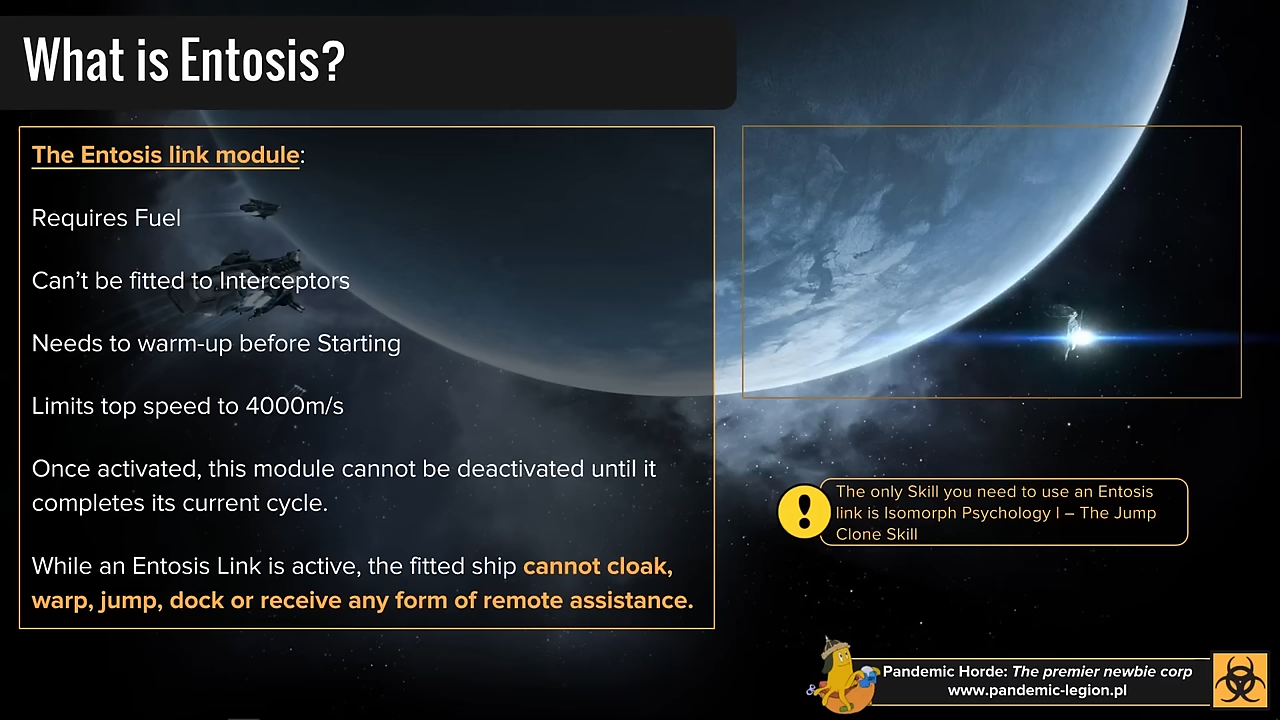 What is Entosis?
The Entosis link module:
Requires Fuel
Can’t be fitted to Interceptors
Needs to warm-up before Starting
Limits top speed to 4000m/s
Once activated, this module cannot be deactivated until it
completes its current cycle.
While an Entosis Link is active, the fitted ship cannot cloak,
warp, jump, dock or receive any form of remote assistance.
The only Skill you need to use an Entosis
link is Isomorph Psychology I – The Jump
Clone Skill
Pandemic Horde: The premier newbie corp
www.pandemic-legion.pl